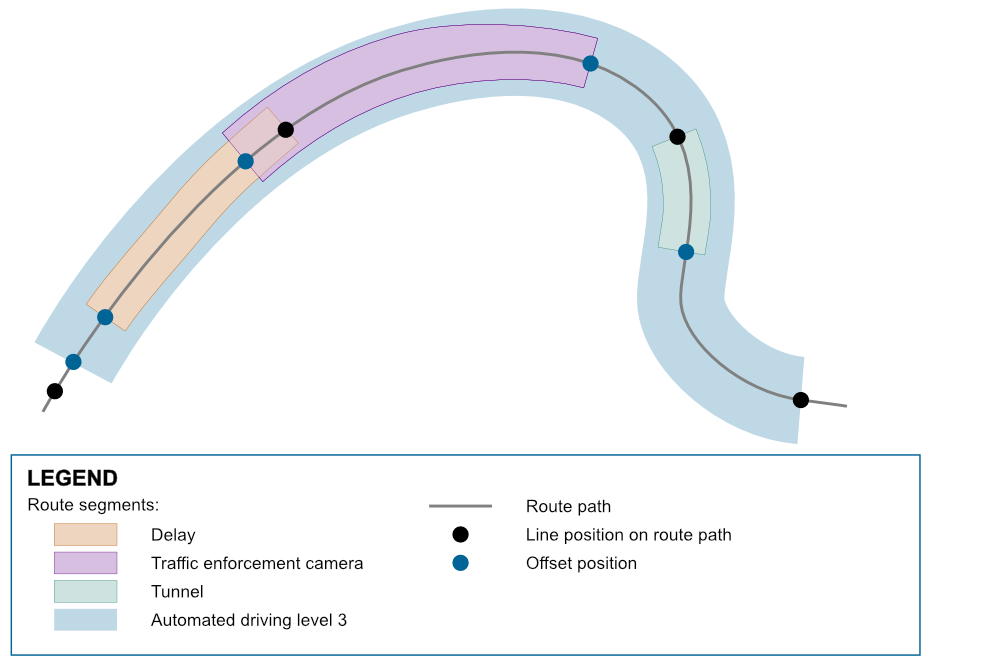 LEGEND
Route segments:
Delay
Traffic enforcement camera
Tunnel
Automated driving level 3
Route path
Line position on route path
Offset position